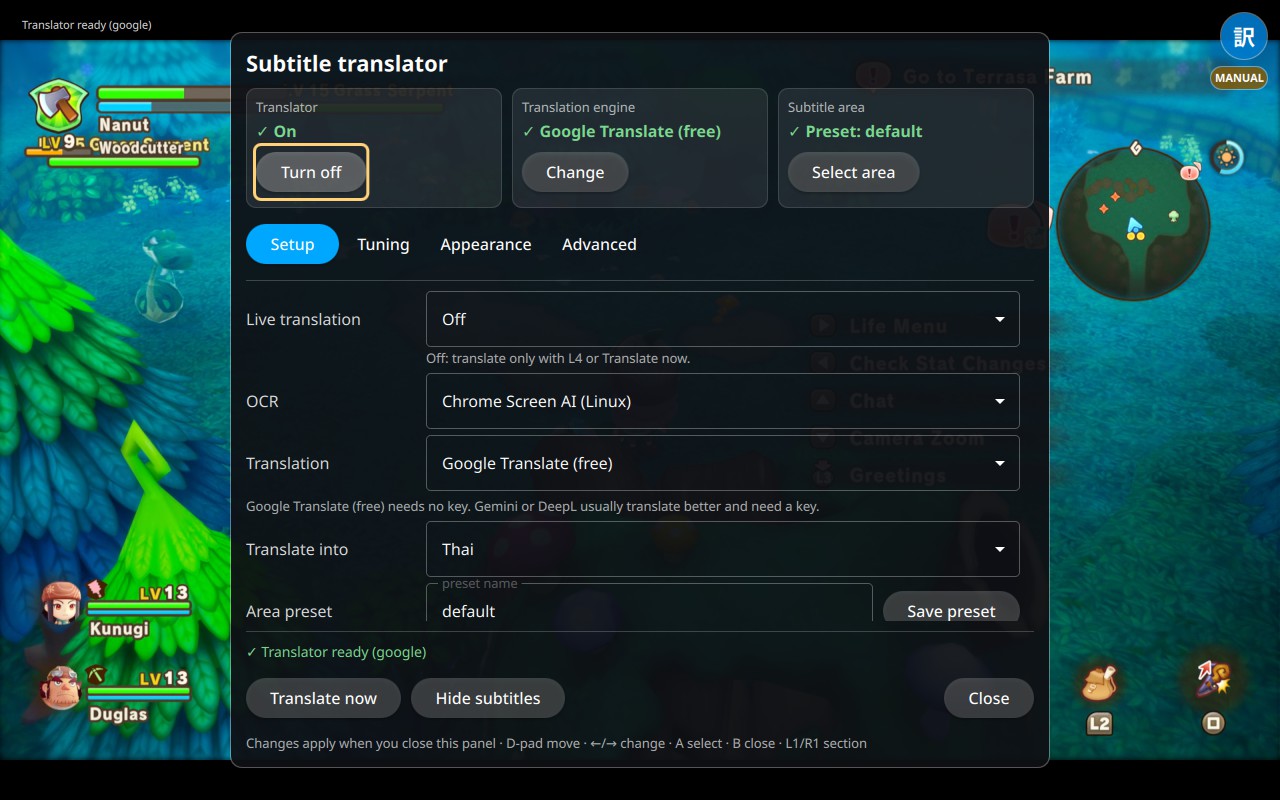 Translator ready (google)
訳
MANUAL
Subtitle translator
Go to Terrasa Farm
LV 15 Grass Serpent
Translator
✓ On
Turn off
Translation engine
✓ Google Translate (free)
Change
Subtitle area
✓ Preset: default
Select area
Nanut
Woodcutter
Setup
Tuning
Appearance
Advanced
Live translation
Off
Off: translate only with L4 or Translate now.
Life Menu
Check Stat Changes
OCR
Chrome Screen AI (Linux)
Chat
Camera Zoom
Translation
Google Translate (free)
Greetings
Google Translate (free) needs no key. Gemini or DeepL usually translate better and need a key.
Translate into
Thai
preset name
Area preset
default
Save preset
LV13
Kunugi
✓ Translator ready (google)
LV13
Duglas
Translate now
Hide subtitles
Close
L2
Changes apply when you close this panel · D-pad move · ←/→ change · A select · B close · L1/R1 section